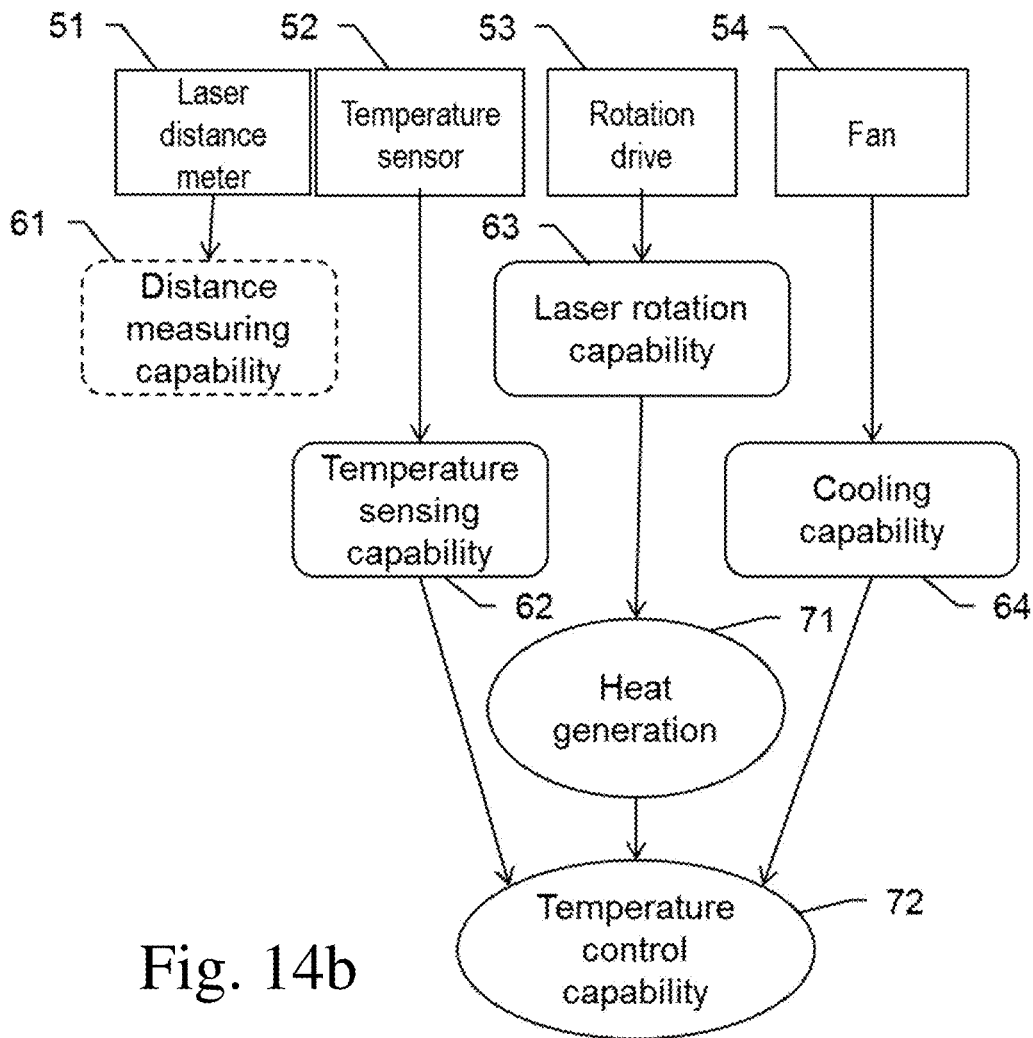 51
52
53
54
Laser
distance
meter
Temperature
sensor
Rotation
drive
Fan
61
Distance
measuring
capability
63
Laser rotation
capability
Temperature
sensing
capability
62
Cooling
capability
64
71
Heat
generation
72
Temperature
control
capability
Fig. 14b